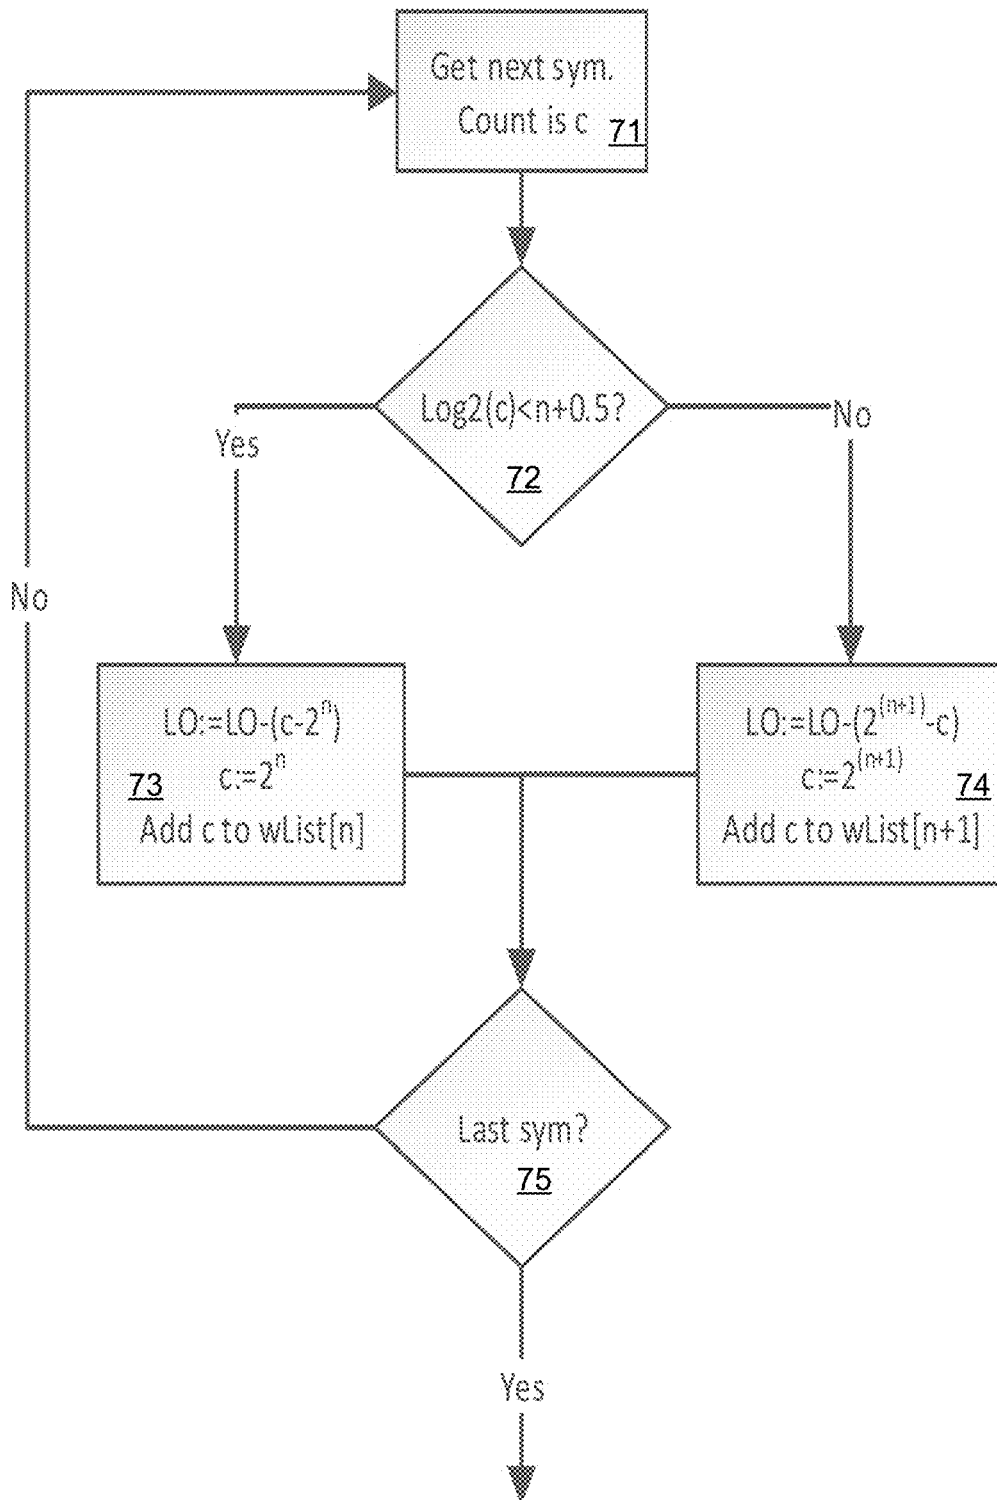 Get next sym.
Count is c
71
Log2(c)<n+0.5?
72
Yes
No
No
LO:=LO-(c-2^n)
c:=2^n
73
Add c to wList[n]
LO:=LO-(2^(n+1)-c)
c:=2^(n+1)
74
Add c to wList[n+1]
Last sym?
75
Yes